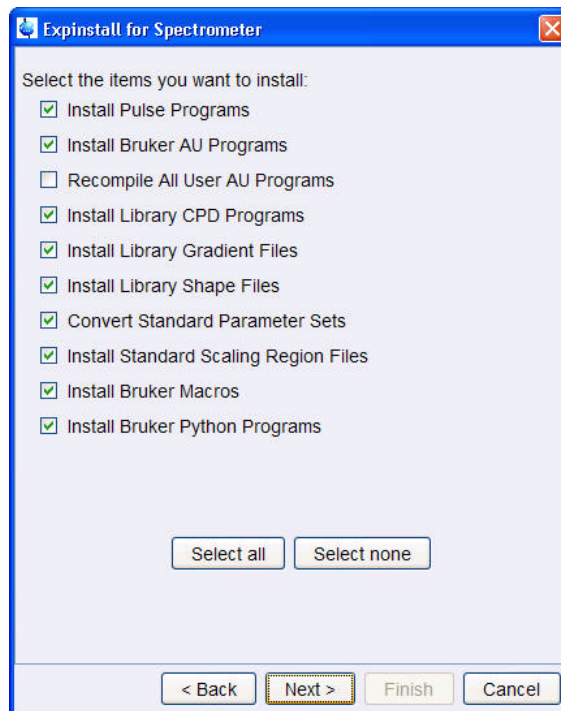 Expinstall for Spectrometer
Select the items you want to install:
Install Pulse Programs
Install Bruker AU Programs
Recompile All User AU Programs
Install Library CPD Programs
Install Library Gradient Files
Install Library Shape Files
Convert Standard Parameter Sets
Install Standard Scaling Region Files
Install Bruker Macros
Install Bruker Python Programs
Select all Select none
< Back Next > Finish Cancel